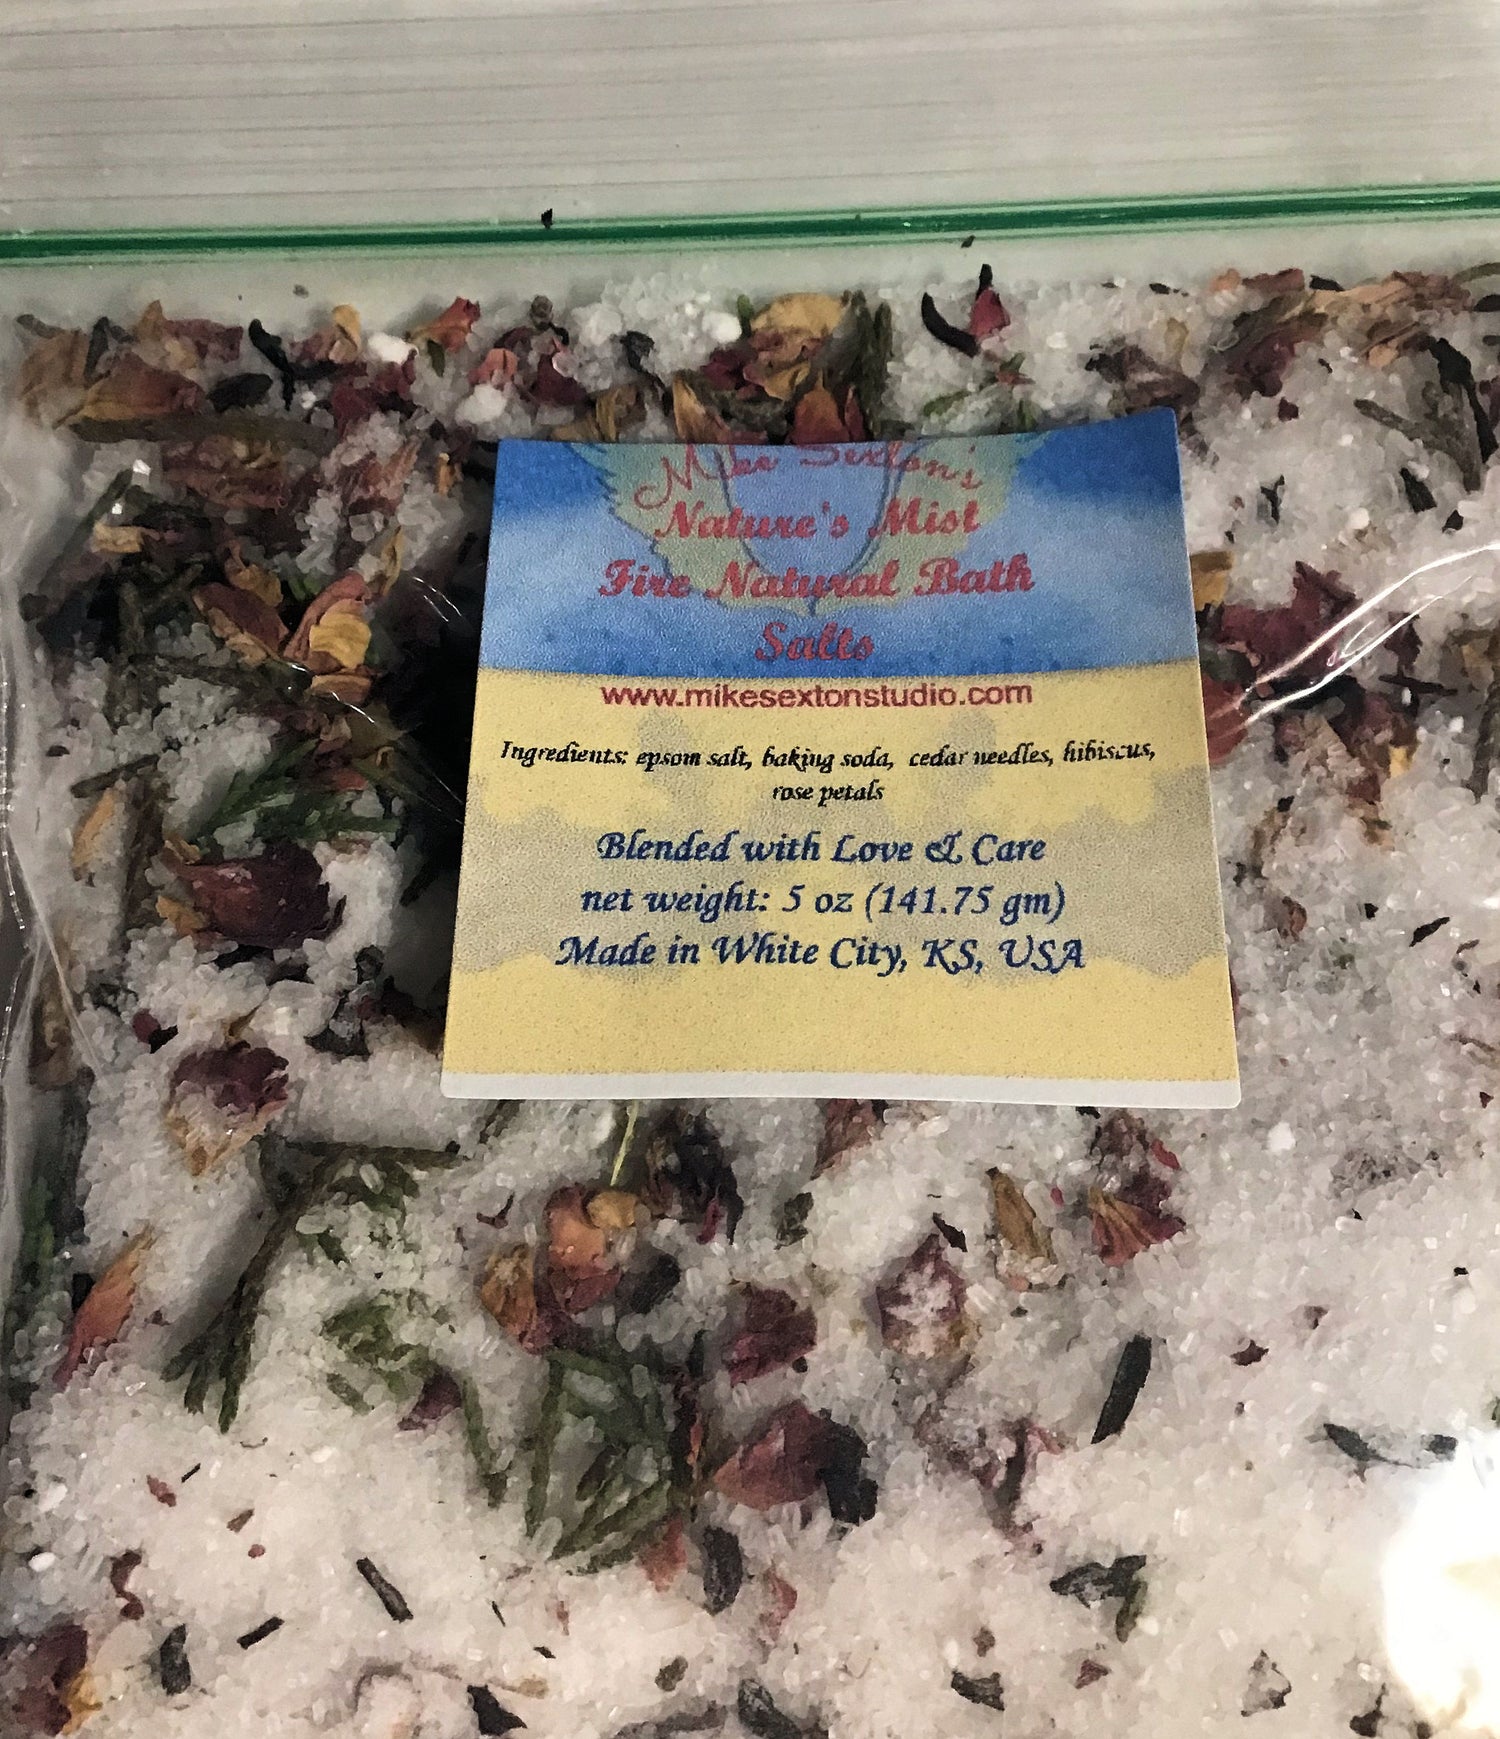 Mike Sexton's
Nature's Mist
Fire Natural Bath
Salts
www.mikesextonstudio.com
Ingredients: epsom salt, baking soda, cedar needles, hibiscus,
rose petals
Blended with Love & Care
net weight: 5 oz (141.75 gm)
Made in White City, KS, USA